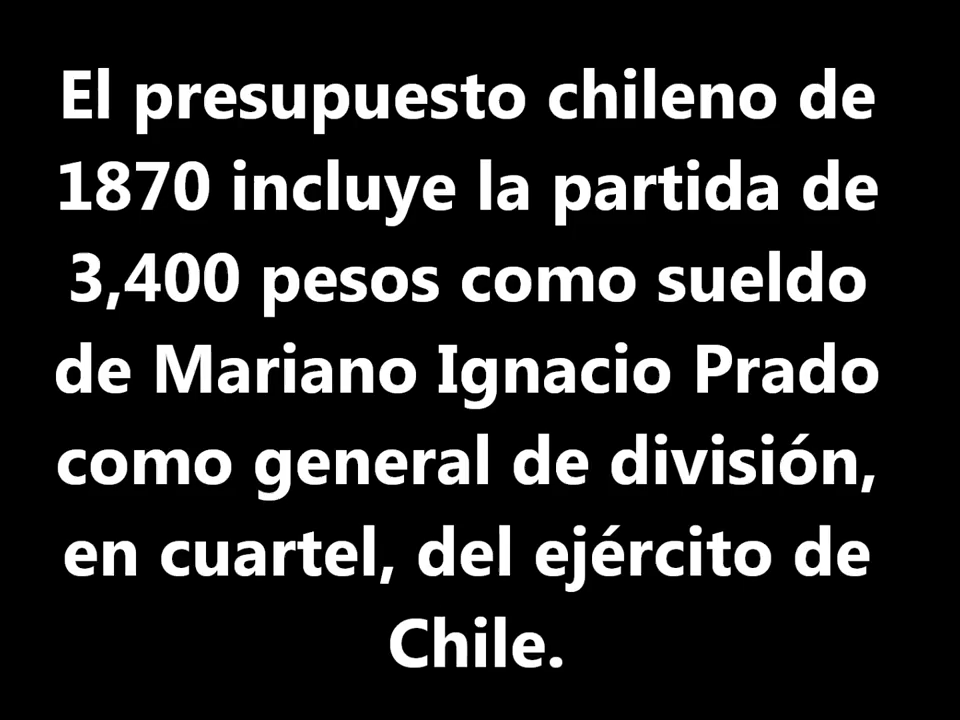 El presupuesto chileno de
1870 incluye la partida de
3,400 pesos como sueldo
de Mariano Ignacio Prado
como general de división,
en cuartel, del ejército de
Chile.